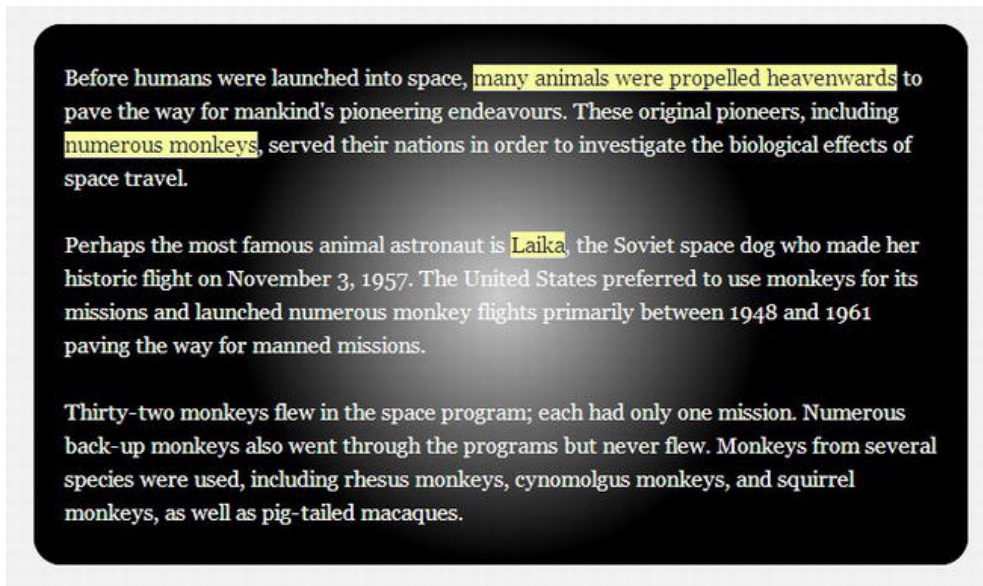 Before humans were launched into space, many animals were propelled heavenwards to
pave the way for mankind's pioneering endeavours. These original pioneers, including
numerous monkeys, served their nations in order to investigate the biological effects of
space travel.
Perhaps the most famous animal astronaut is Laika, the Soviet space dog who made her
historic flight on November 3, 1957. The United States preferred to use monkeys for its
missions and launched numerous monkey flights primarily between 1948 and 1961
paving the way for manned missions.
Thirty-two monkeys flew in the space program; each had only one mission. Numerous
back-up monkeys also went through the programs but never flew. Monkeys from several
species were used, including rhesus monkeys, cynomolgus monkeys, and squirrel
monkeys, as well as pig-tailed macaques.